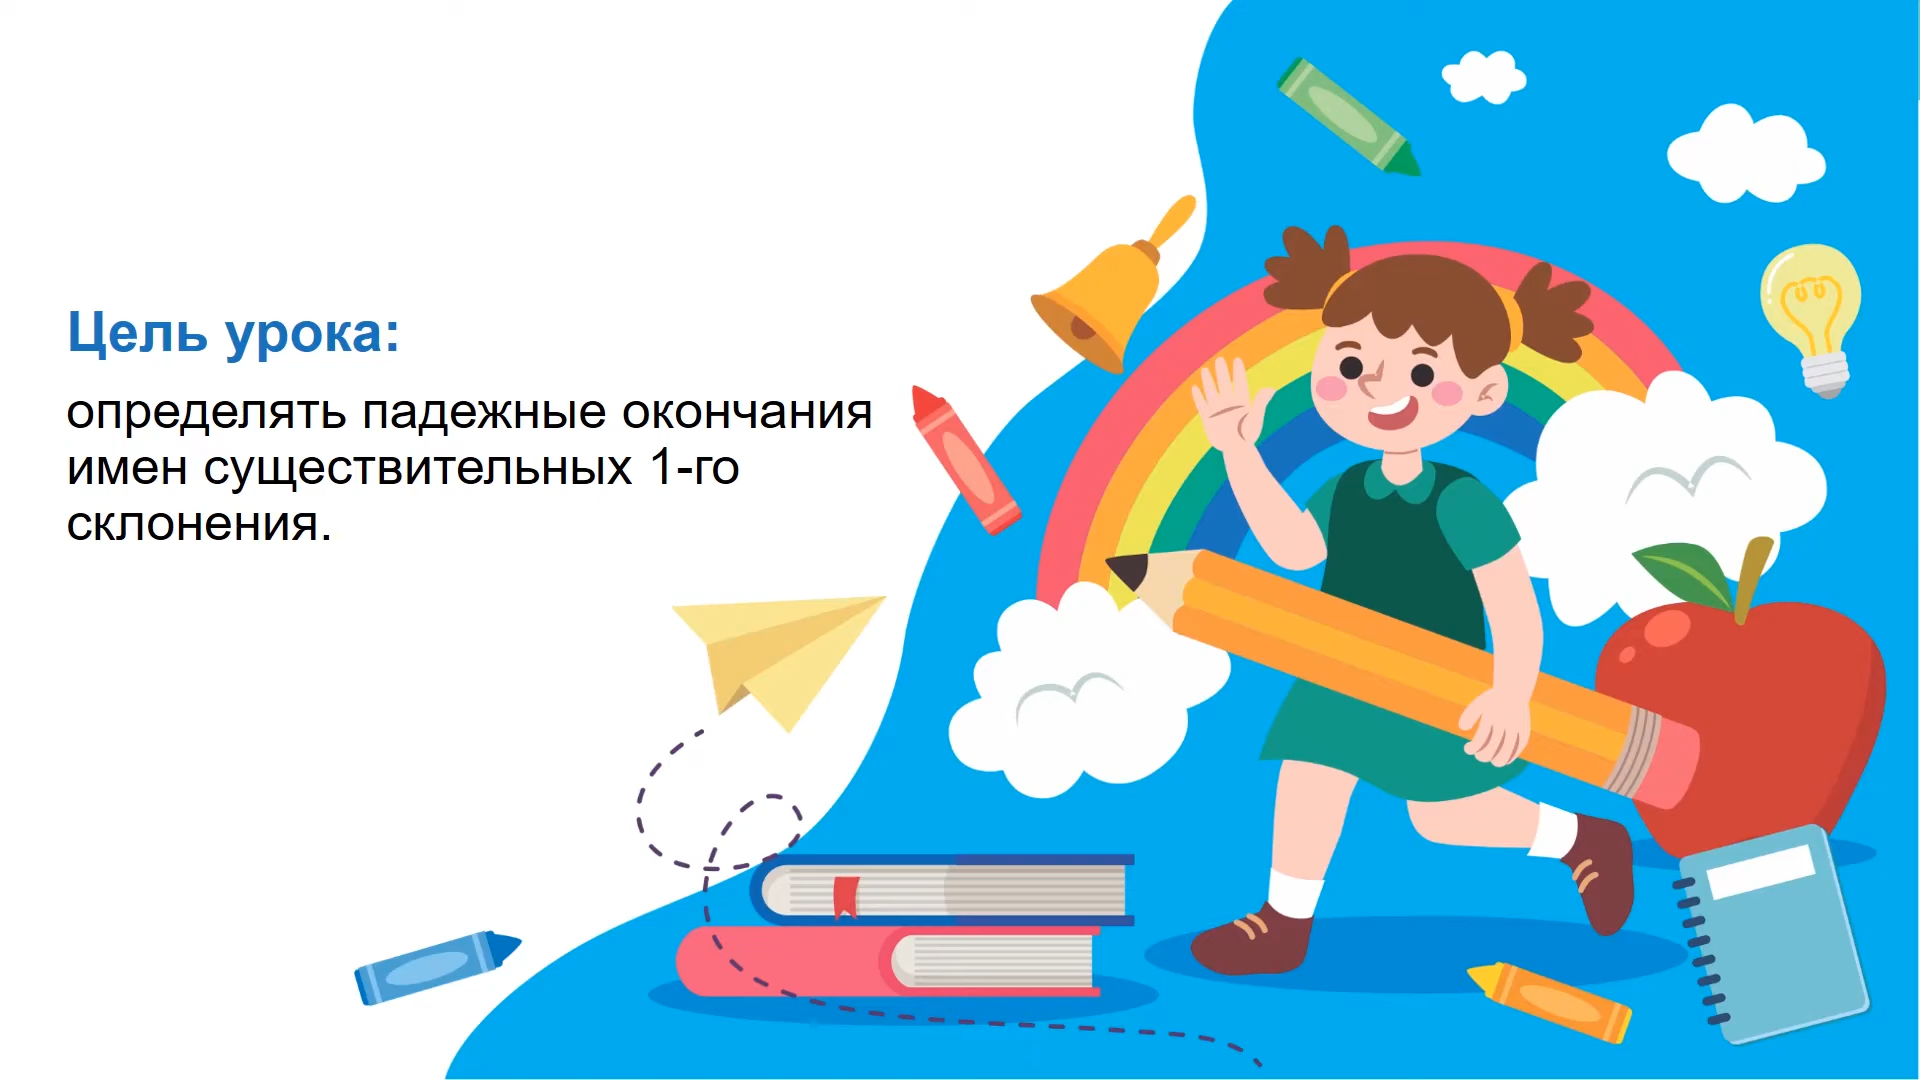 Цель урока:
определять падежные окончания
имен существительных 1-го
склонения.